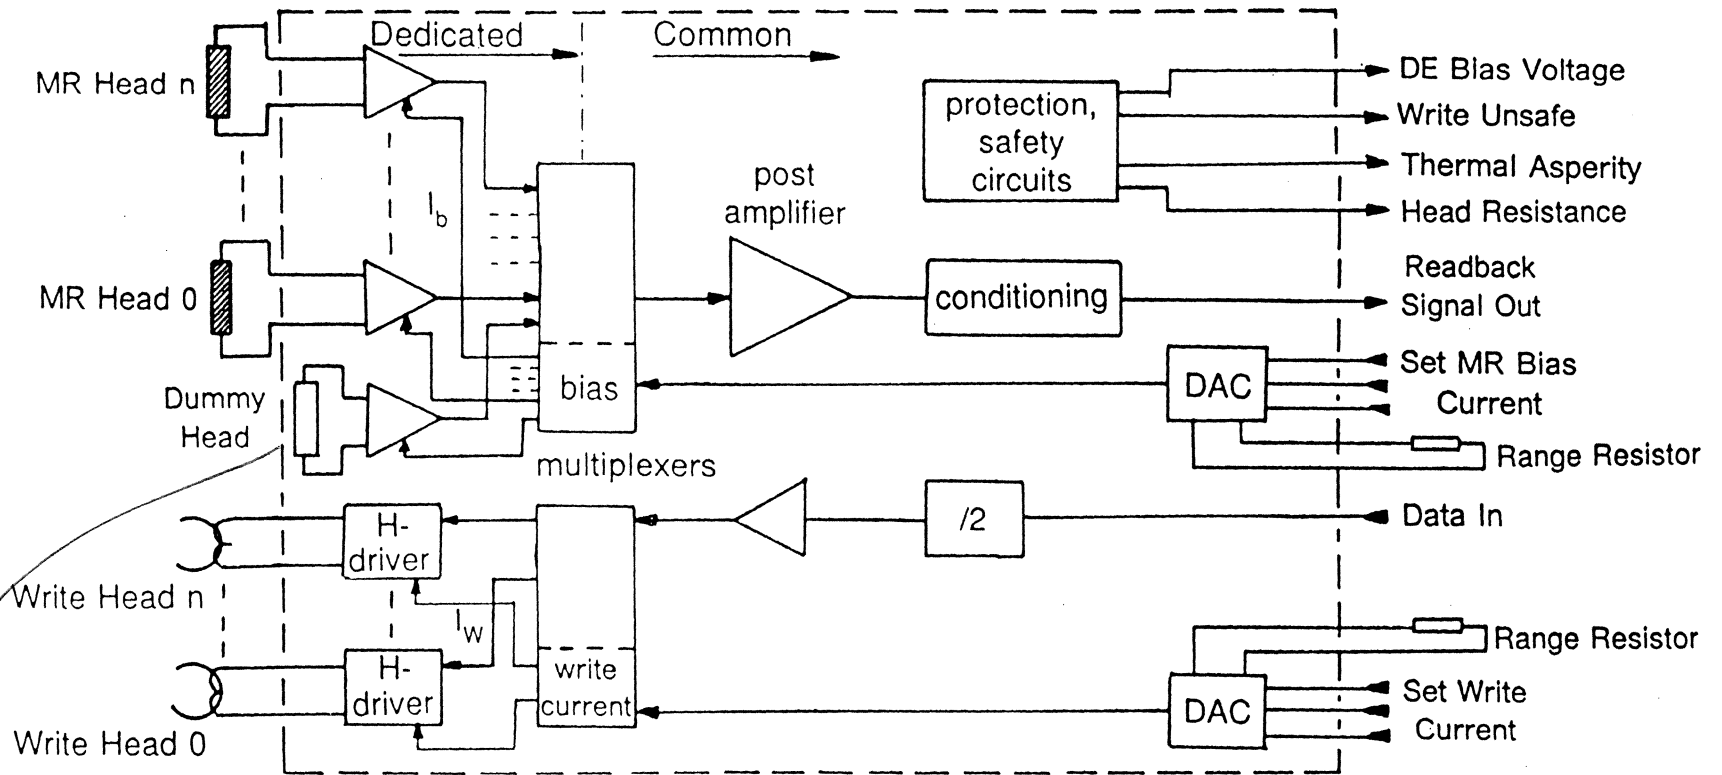 Dedicated
Common
MR Head n
DE Bias Voltage
protection,
safety
circuits
Write Unsafe
Thermal Asperity
Head Resistance
post
amplifier
Ib
Readback
Signal Out
MR Head 0
conditioning
Set MR Bias
Current
DAC
bias
Dummy
Head
Range Resistor
multiplexers
Data In
/2
H-
driver
Write Head n
IW
Range Resistor
H-
driver
write
current
Set Write
Current
DAC
Write Head 0